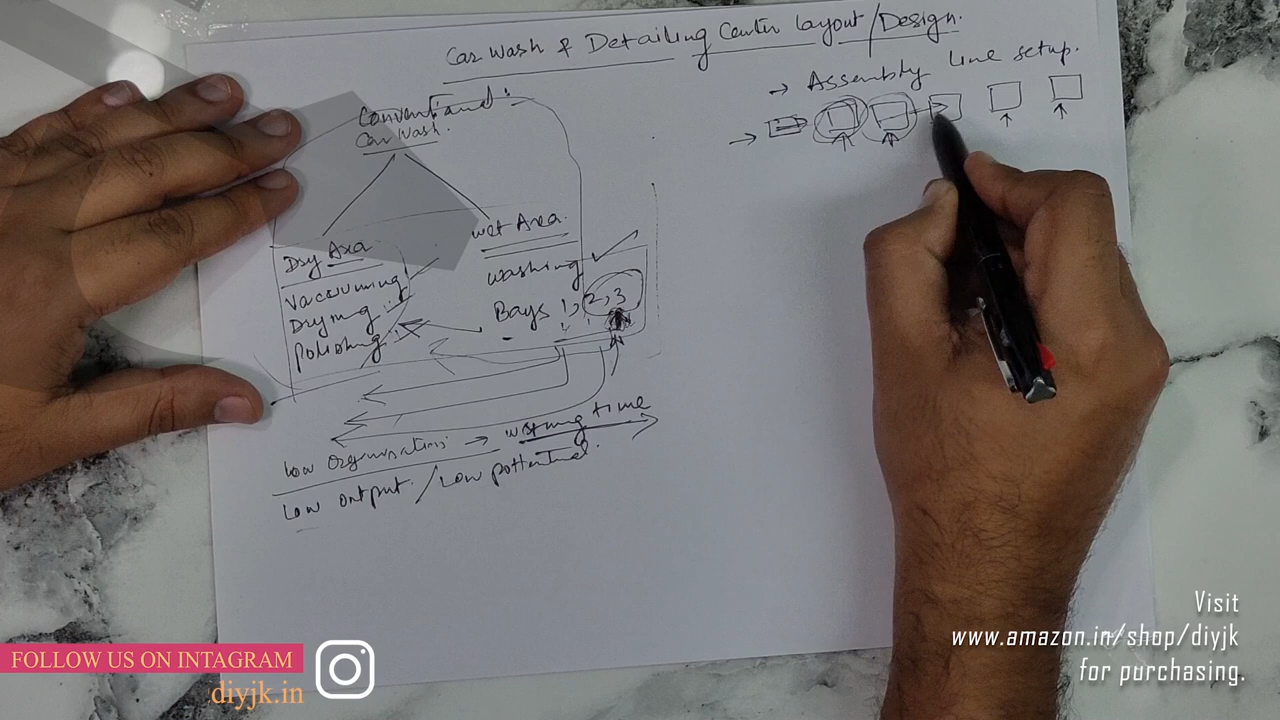 Car Wash & Detailing Center Layout/Design.
Conventional:
Car Wash.
Dry Area
Vacuuming
Drying
Polishing
Wet Area.
Washing
Bays 1, 2, 3
Low Organisation → waiting time
Low output / Low potential.
→ Assembly line setup.
FOLLOW US ON INTAGRAM
diyjk.in
Visit
www.amazon.in/shop/diyjk
for purchasing.